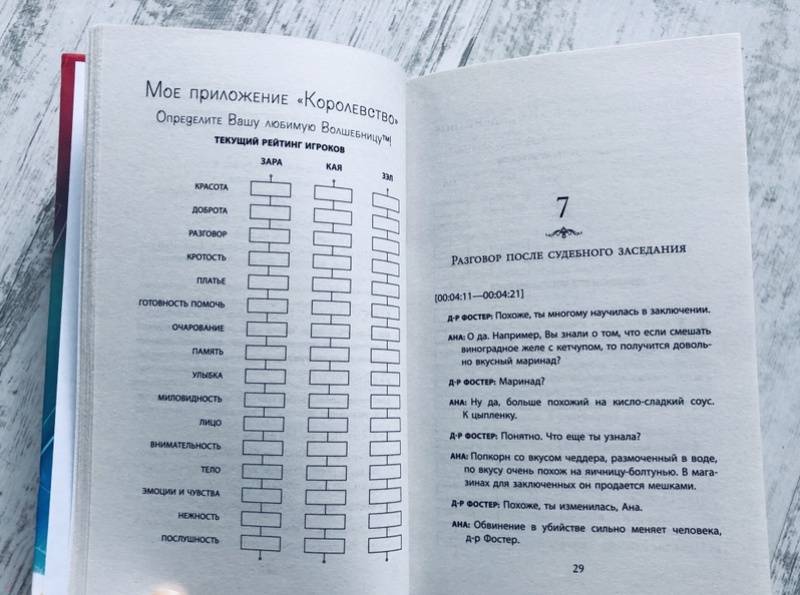 Мое приложение «Королевство»
Определите Вашу любимую Волшебницу™!
ТЕКУЩИЙ РЕЙТИНГ ИГРОКОВ
ЗАРА КАЯ ЗЭЛ
КРАСОТА
ДОБРОТА
РАЗГОВОР
КРОТОСТЬ
ПЛАТЬЕ
ГОТОВНОСТЬ ПОМОЧЬ
ОЧАРОВАНИЕ
ПАМЯТЬ
УЛЫБКА
МИЛОВИДНОСТЬ
ЛИЦО
ВНИМАТЕЛЬНОСТЬ
ТЕЛО
ЭМОЦИИ И ЧУВСТВА
НЕЖНОСТЬ
ПОСЛУШНОСТЬ
7
Разговор после судебного заседания
[00:04:11—00:04:21]
Д-Р ФОСТЕР: Похоже, ты многому научилась в заключении.
АНА: О да. Например, Вы знали о том, что если смешать
виноградное желе с кетчупом, то получится доволь-
но вкусный маринад?
Д-Р ФОСТЕР: Маринад?
АНА: Ну да, больше похожий на кисло-сладкий соус.
К цыпленку.
Д-Р ФОСТЕР: Понятно. Что еще ты узнала?
АНА: Попкорн со вкусом чеддера, размоченный в воде,
по вкусу очень похож на яичницу-болтунью. В мага-
зинах для заключенных он продается мешками.
Д-Р ФОСТЕР: Похоже, ты изменилась, Ана.
АНА: Обвинение в убийстве сильно меняет человека,
д-р Фостер.
29